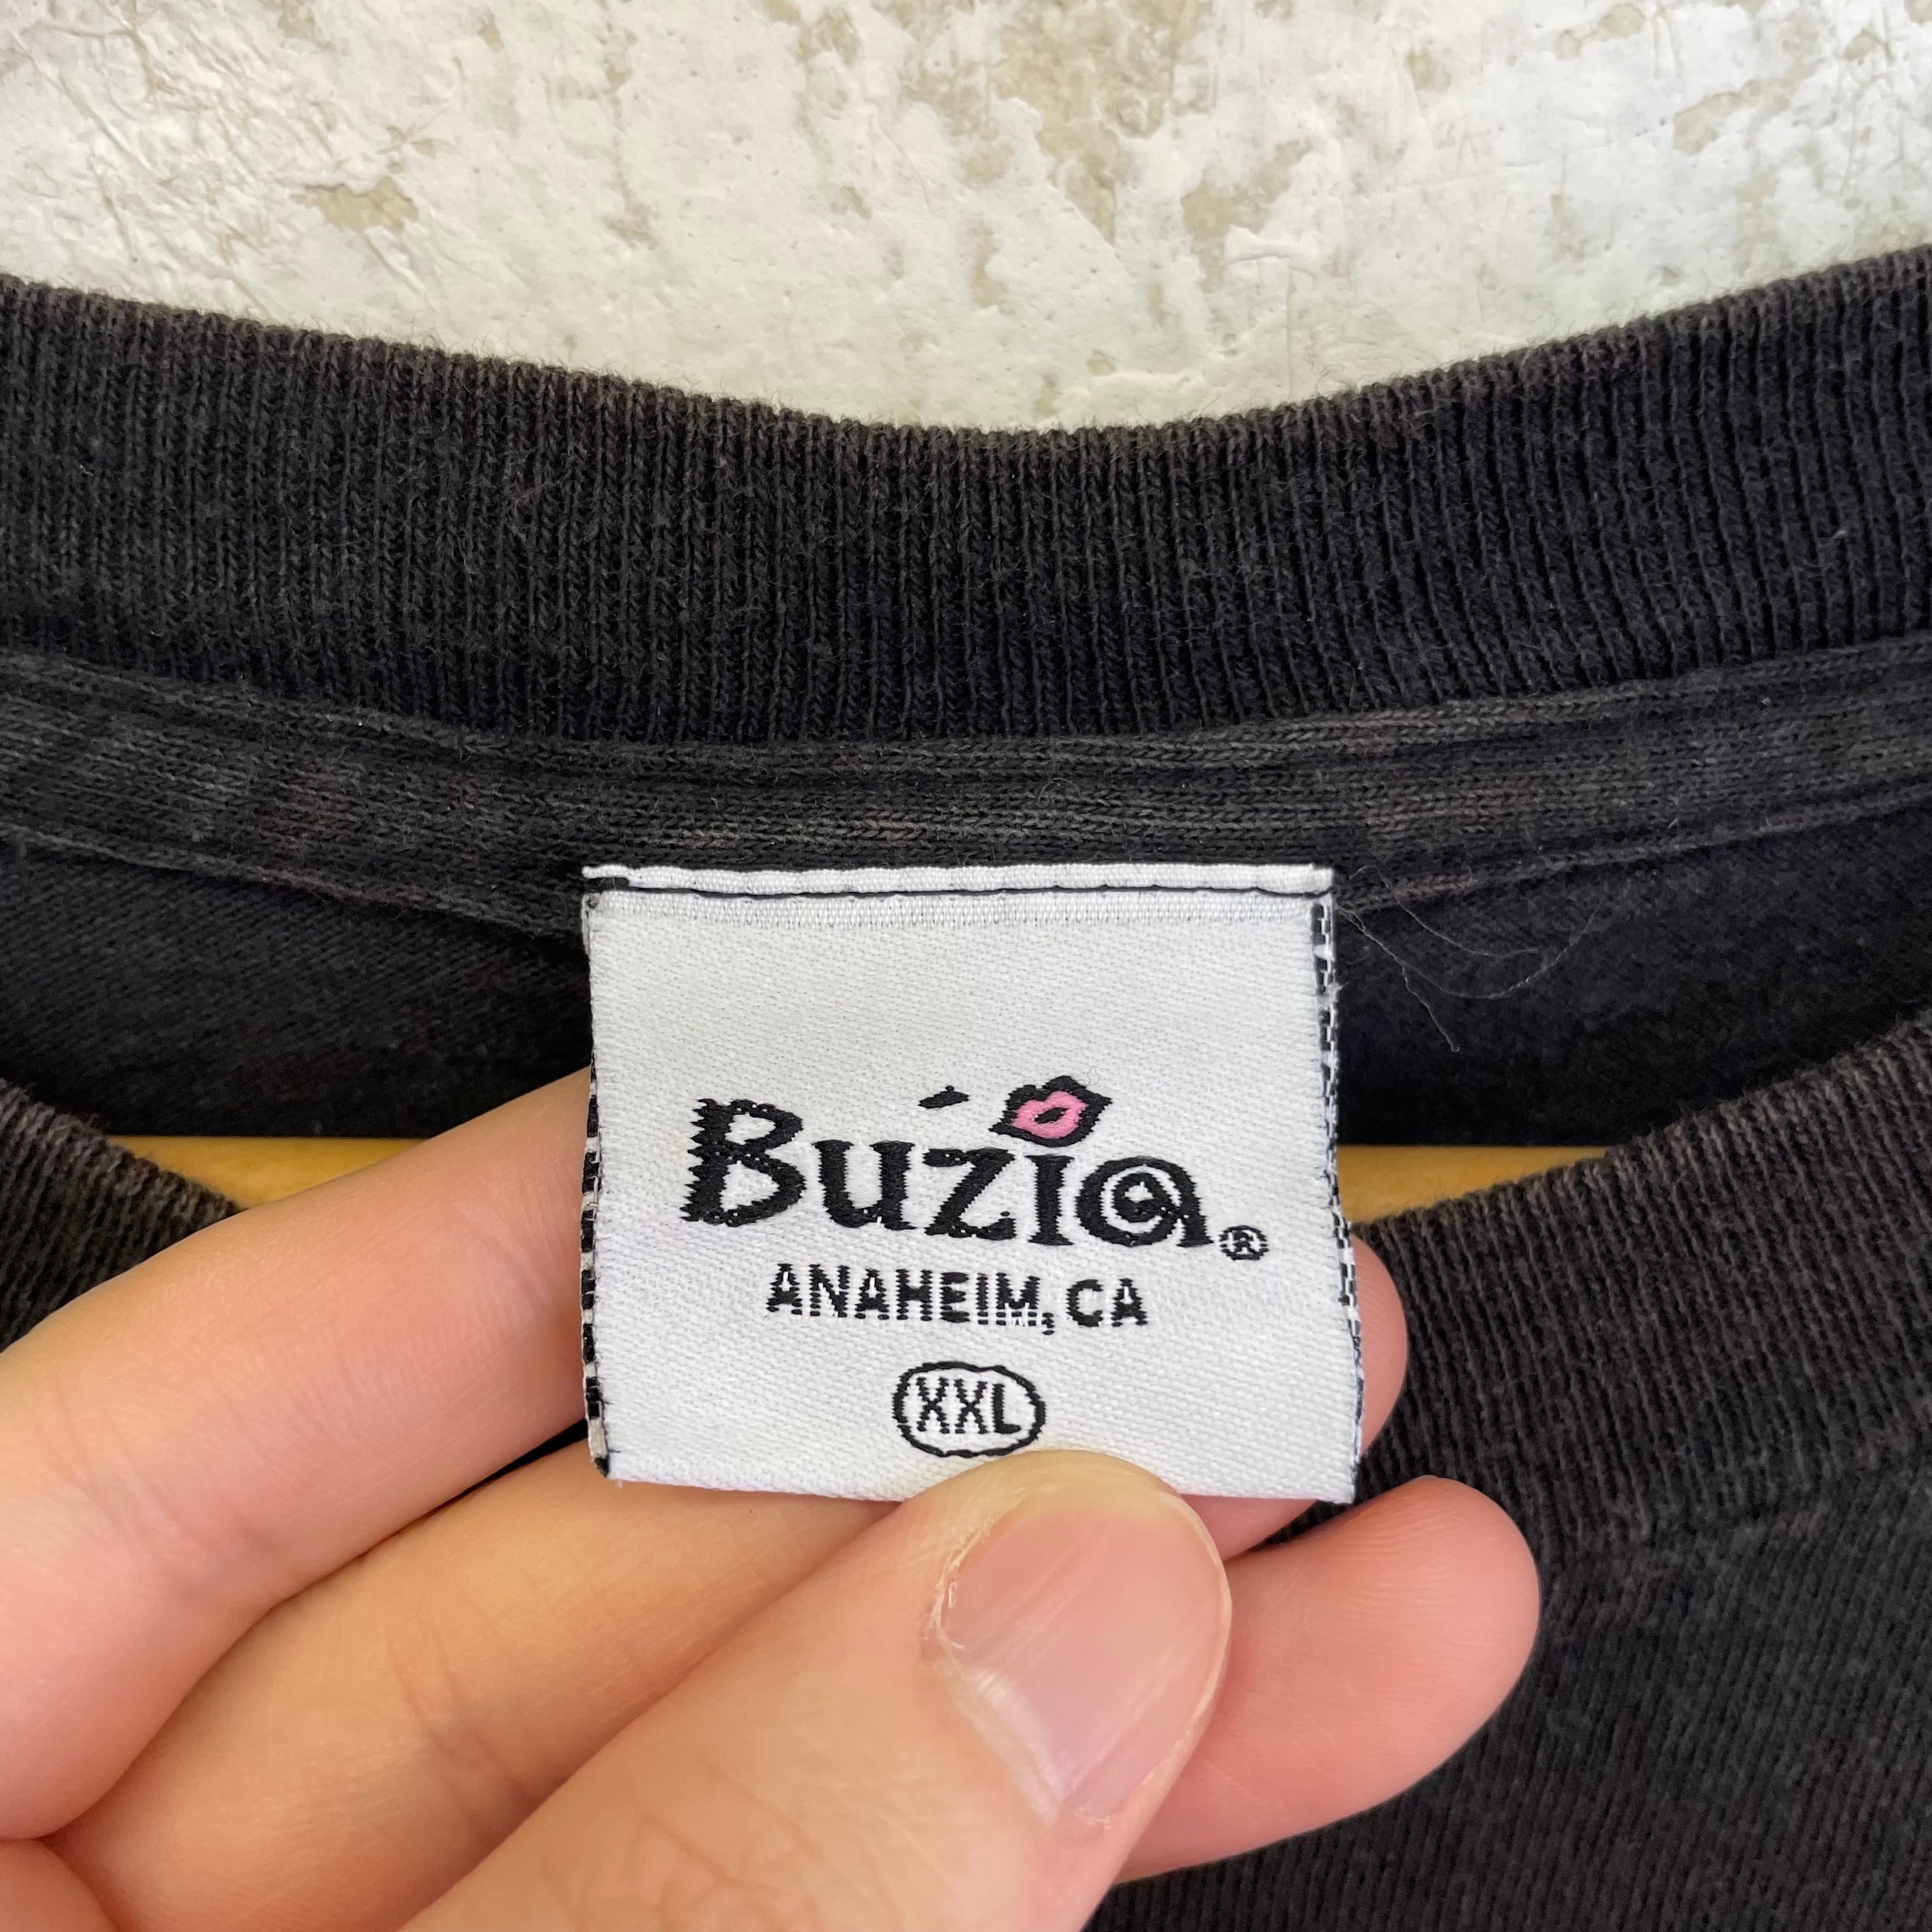 Buzia®
ANAHEIM, CA
XXL